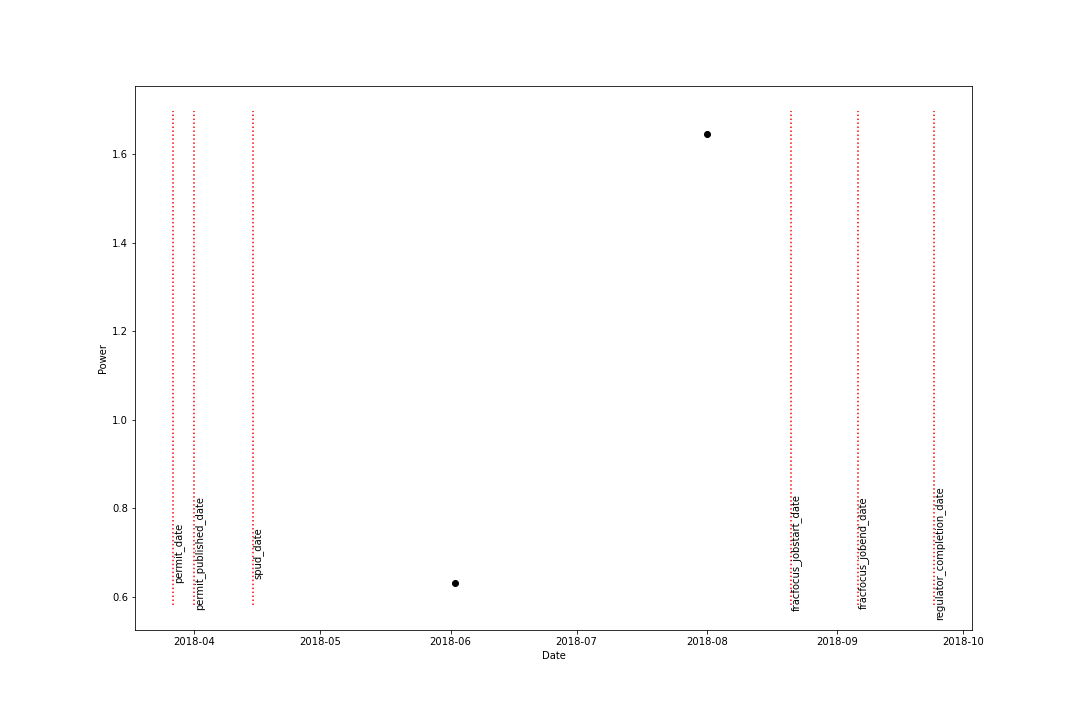 1.6
1.4
1.2
1.0
0.8
0.6
Power
permit_date
permit_published_date
spud_date
fracfocus_jobstart_date
fracfocus_jobend_date
regulator_completion_date
2018-04
2018-05
2018-06
2018-07
2018-08
2018-09
2018-10
Date